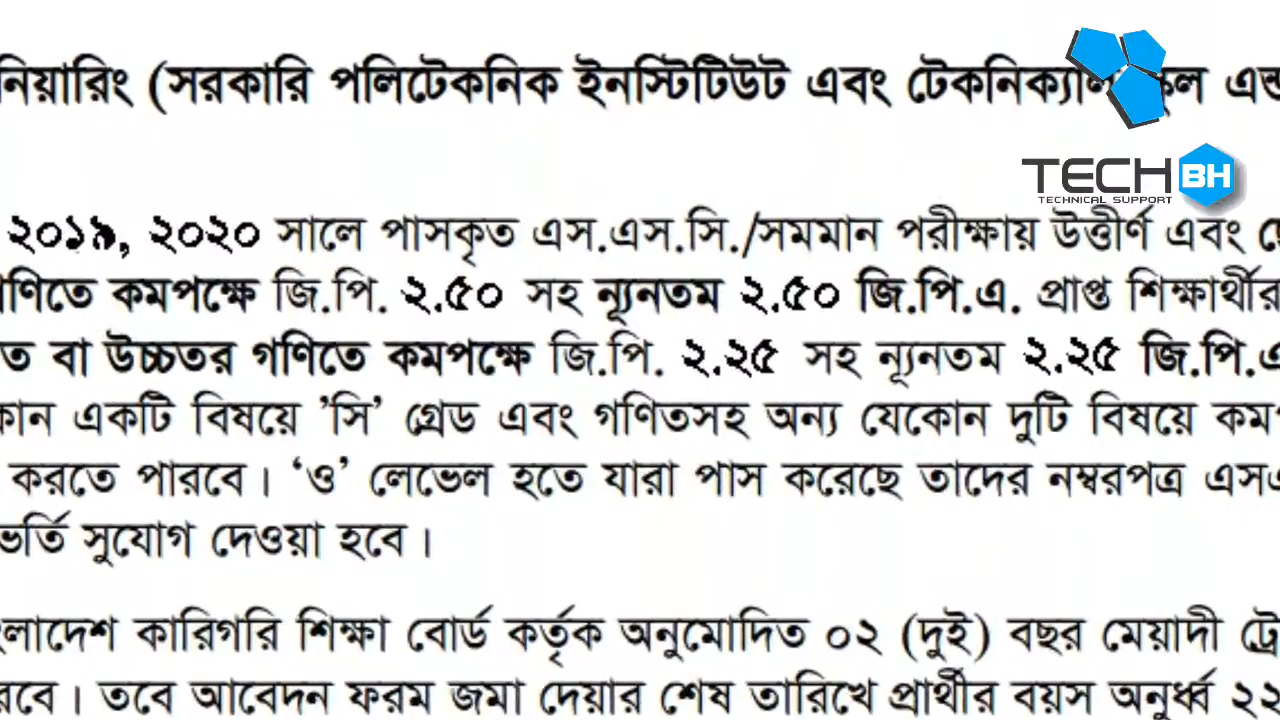 নিয়ারিং (সরকারি পলিটেকনিক ইনস্টিটিউট এবং টেকনিক্যাল স্কুল এন্ড
TECH BH
TECHNICAL SUPPORT
২০১৯, ২০২০ সালে পাসকৃত এস.এস.সি./সমমান পরীক্ষায় উত্তীর্ণ এবং
গণিতে কমপক্ষে জি.পি. ২.৫০ সহ ন্যূনতম ২.৫০ জি.পি.এ. প্রাপ্ত শিক্ষার্থীর
ত বা উচ্চতর গণিতে কমপক্ষে জি.পি. ২.২৫ সহ ন্যূনতম ২.২৫ জি.পি.এ
কোন একটি বিষয়ে ’সি’ গ্রেড এবং গণিতসহ অন্য যেকোন দুটি বিষয়ে কম
করতে পারবে। ‘ও’ লেভেল হতে যারা পাস করেছে তাদের নম্বরপত্র এসএ
ভর্তি সুযোগ দেওয়া হবে।
ংলাদেশ কারিগরি শিক্ষা বোর্ড কর্তৃক অনুমোদিত ০২ (দুই) বছর মেয়াদী ট্রে
রবে। তবে আবেদন ফরম জমা দেয়ার শেষ তারিখে প্রার্থীর বয়স অনুর্ধ্ব ২২